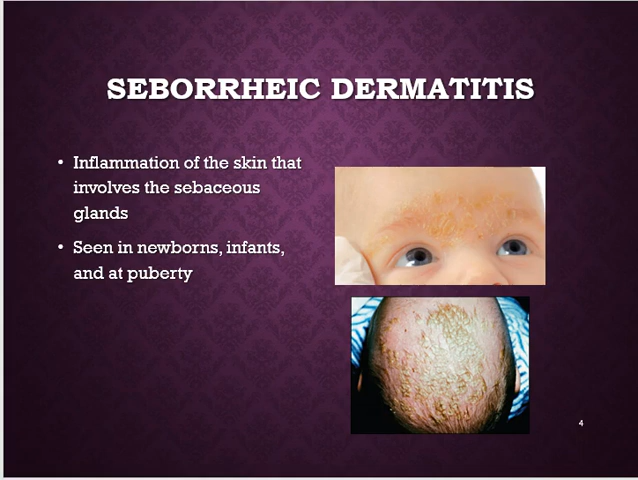 SEBORRHEIC DERMATITIS
• Inflammation of the skin that
involves the sebaceous
glands
• Seen in newborns, infants,
and at puberty
4